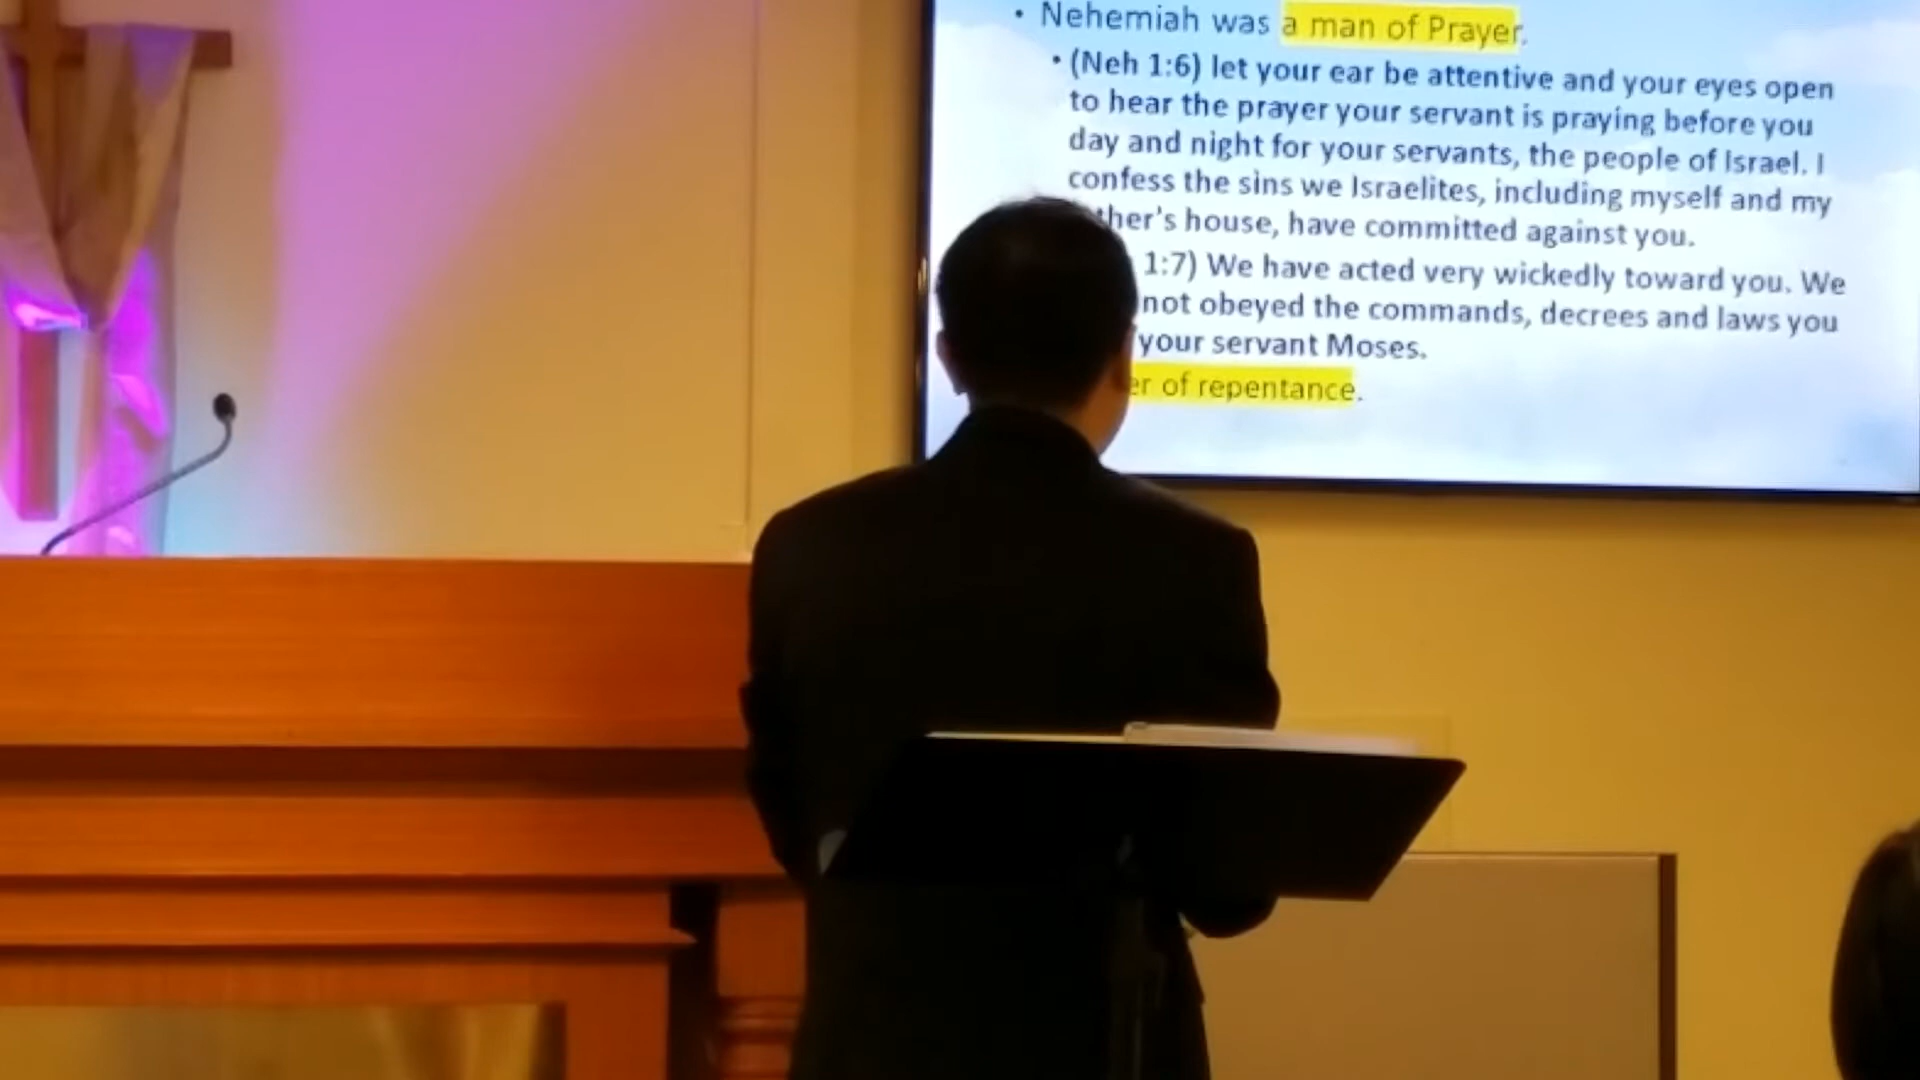 • Nehemiah was a man of Prayer.
• (Neh 1:6) let your ear be attentive and your eyes open
to hear the prayer your servant is praying before you
day and night for your servants, the people of Israel. I
confess the sins we Israelites, including myself and my
ther's house, have committed against you.
1:7) We have acted very wickedly toward you. We
not obeyed the commands, decrees and laws you
your servant Moses.
er of repentance.